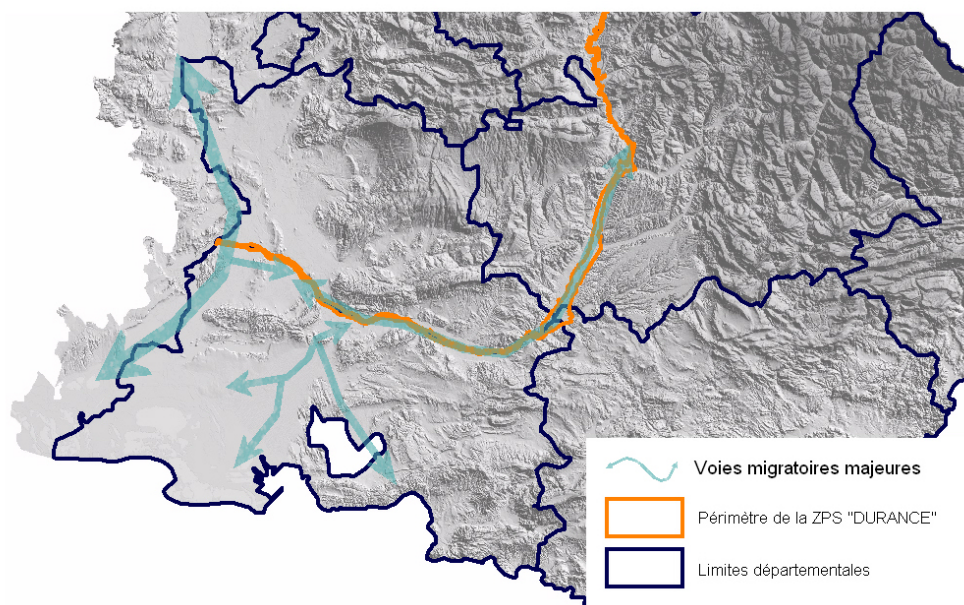 Voies migratoires majeures
Périmètre de la ZPS "DURANCE"
Limites départementales